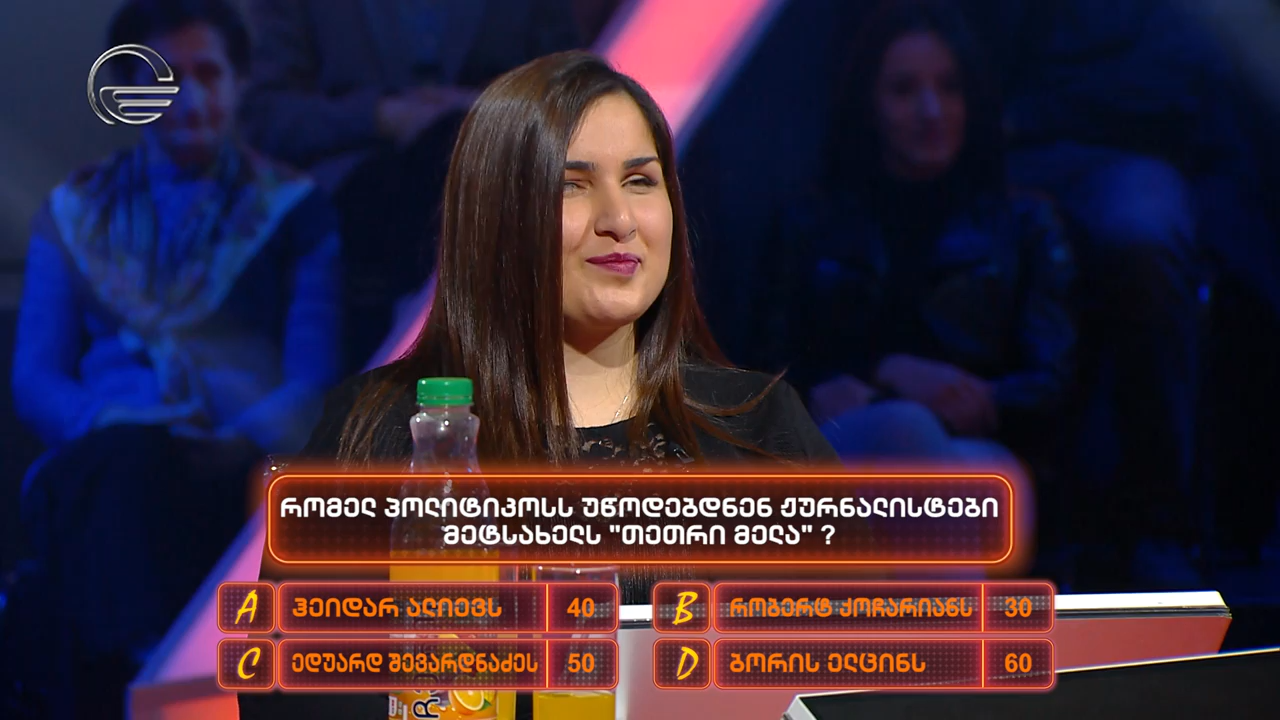 რომელ პოლიტიკოსს უწოდებდნენ ჟურნალისტები
მეტსახელს "თეთრი მელა" ?
A ჰეიდარ ალიევს 40
B რობერტ ქოჩარიანს 30
C ედუარდ შევარდნაძეს 50
D ბორის ელცინს 60